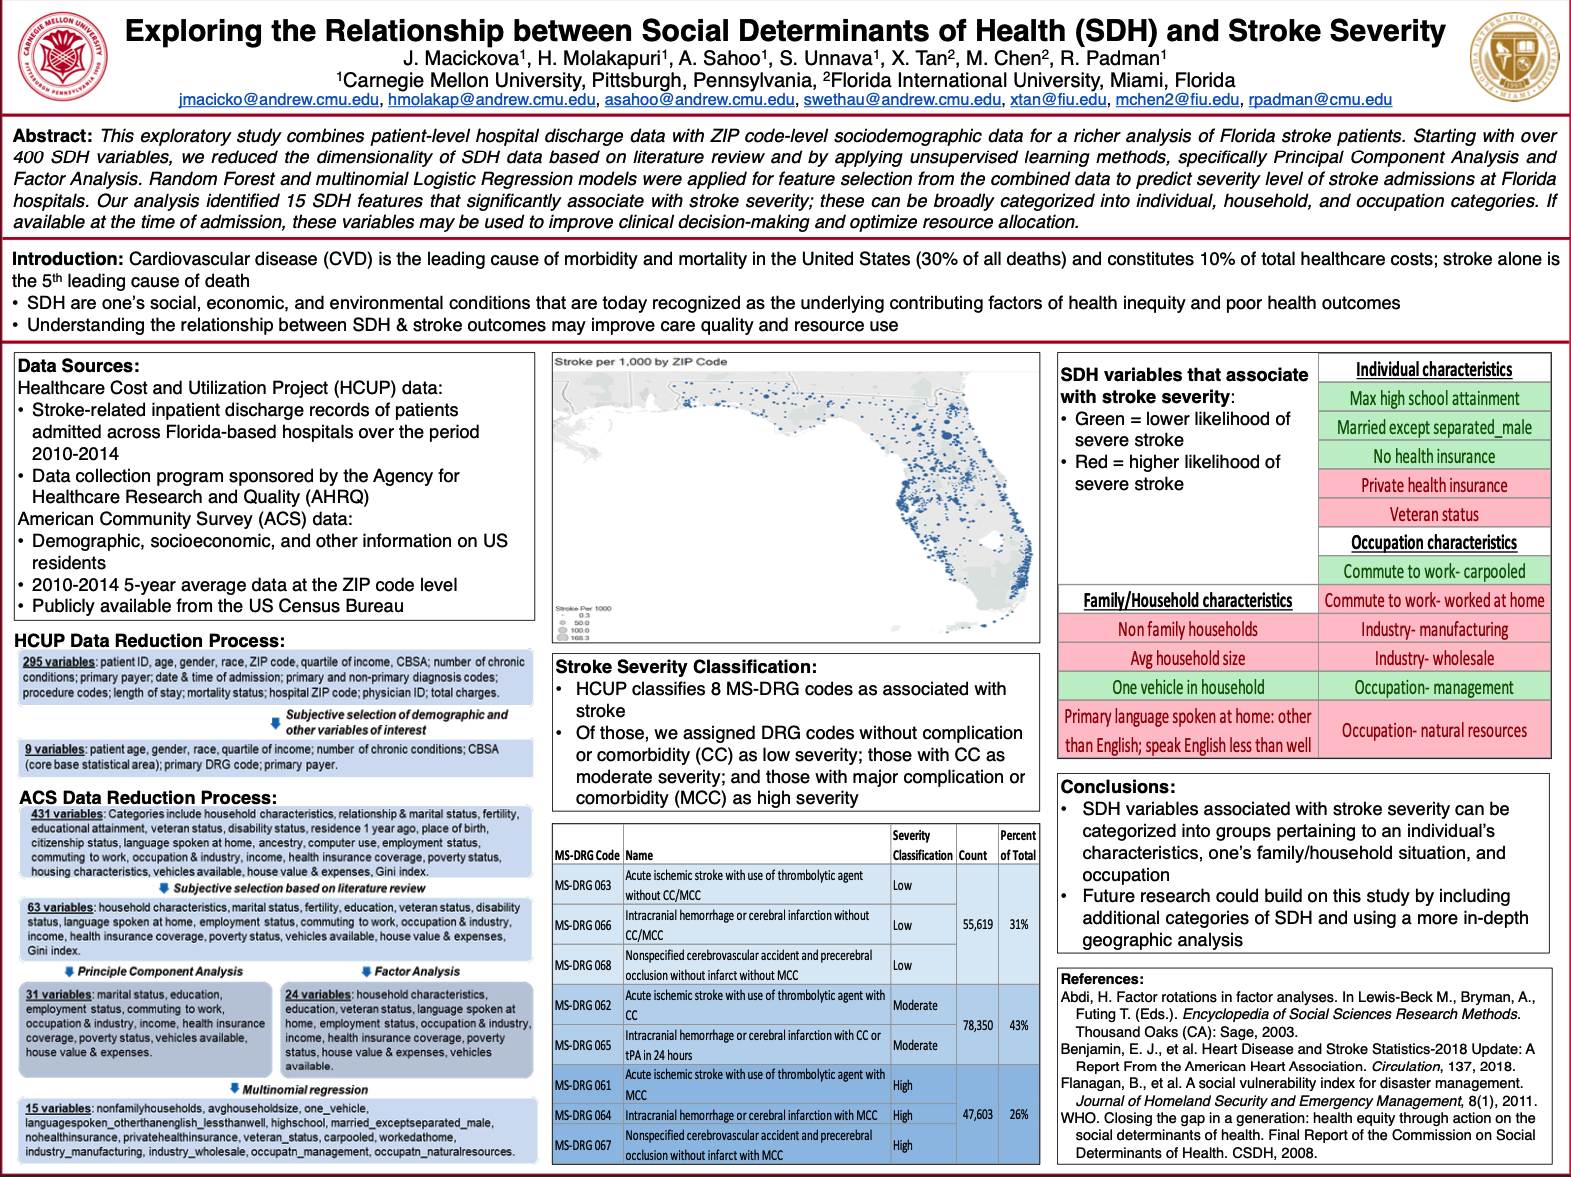 Exploring the Relationship between Social Determinants of Health (SDH) and Stroke Severity
J. Macickova¹, H. Molakapuri¹, A. Sahoo¹, S. Unnava¹, X. Tan², M. Chen², R. Padman¹
¹Carnegie Mellon University, Pittsburgh, Pennsylvania, ²Florida International University, Miami, Florida
jmacicko@andrew.cmu.edu, hmolakap@andrew.cmu.edu, asahoo@andrew.cmu.edu, swethau@andrew.cmu.edu, xtan@fiu.edu, mchen2@fiu.edu, rpadman@cmu.edu
Abstract: This exploratory study combines patient-level hospital discharge data with ZIP code-level sociodemographic data for a richer analysis of Florida stroke patients. Starting with over
400 SDH variables, we reduced the dimensionality of SDH data based on literature review and by applying unsupervised learning methods, specifically Principal Component Analysis and
Factor Analysis. Random Forest and multinomial Logistic Regression models were applied for feature selection from the combined data to predict severity level of stroke admissions at Florida
hospitals. Our analysis identified 15 SDH features that significantly associate with stroke severity; these can be broadly categorized into individual, household, and occupation categories. If
available at the time of admission, these variables may be used to improve clinical decision-making and optimize resource allocation.
Introduction: Cardiovascular disease (CVD) is the leading cause of morbidity and mortality in the United States (30% of all deaths) and constitutes 10% of total healthcare costs; stroke alone is
the 5th leading cause of death
• SDH are one's social, economic, and environmental conditions that are today recognized as the underlying contributing factors of health inequity and poor health outcomes
• Understanding the relationship between SDH & stroke outcomes may improve care quality and resource use
Data Sources:
Healthcare Cost and Utilization Project (HCUP) data:
• Stroke-related inpatient discharge records of patients
admitted across Florida-based hospitals over the period
2010-2014
• Data collection program sponsored by the Agency for
Healthcare Research and Quality (AHRQ)
American Community Survey (ACS) data:
• Demographic, socioeconomic, and other information on US
residents
• 2010-2014 5-year average data at the ZIP code level
• Publicly available from the US Census Bureau
HCUP Data Reduction Process:
295 variables: patient ID, age, gender, race, ZIP code, quartile of income, CBSA; number of chronic
conditions; primary payer; date & time of admission; primary and non-primary diagnosis codes;
procedure codes; length of stay; mortality status; hospital ZIP code; physician ID; total charges.
Subjective selection of demographic and
other variables of interest
9 variables: patient age, gender, race, quartile of income; number of chronic conditions; CBSA
(core base statistical area); primary DRG code; primary payer.
ACS Data Reduction Process:
431 variables: Categories include household characteristics, relationship & marital status, fertility,
educational attainment, veteran status, disability status, residence 1 year ago, place of birth,
citizenship status, language spoken at home, ancestry, computer use, employment status,
commuting to work, occupation & industry, income, health insurance coverage, poverty status,
housing characteristics, vehicles available, house value & expenses, Gini index.
Subjective selection based on literature review
63 variables: household characteristics, marital status, fertility, education, veteran status, disability
status, language spoken at home, employment status, commuting to work, occupation & industry,
income, health insurance coverage, poverty status, vehicles available, house value & expenses,
Gini index.
Principle Component Analysis
Factor Analysis
31 variables: marital status, education,
employment status, commuting to work,
occupation & industry, income, health insurance
coverage, poverty status, vehicles available,
house value & expenses.
24 variables: household characteristics,
education, veteran status, language spoken at
home, employment status, occupation & industry,
income, health insurance coverage, poverty
status, house value & expenses, vehicles
available.
Multinomial regression
15 variables: nonfamilyhouseholds, avghouseholdsize, one_vehicle,
languagespoken_otherthanenglish_lessthanwell, highschool, married_exceptseparated_male,
nohealthinsurance, privatehealthinsurance, veteran_status, carpooled, workedathome,
industry_manufacturing, industry_wholesale, occupatn_management, occupatn_naturalresources.
Stroke per 1,000 by ZIP Code
Stroke Per 1000
0.3
50.0
100.0
168.3
Stroke Severity Classification:
• HCUP classifies 8 MS-DRG codes as associated with
stroke
• Of those, we assigned DRG codes without complication
or comorbidity (CC) as low severity; those with CC as
moderate severity; and those with major complication or
comorbidity (MCC) as high severity
MS-DRG Code Name Severity Classification Count Percent of Total
MS-DRG 063 Acute ischemic stroke with use of thrombolytic agent without CC/MCC Low
MS-DRG 066 Intracranial hemorrhage or cerebral infarction without CC/MCC Low 55,619 31%
MS-DRG 068 Nonspecified cerebrovascular accident and precerebral occlusion without infarct without MCC Low
MS-DRG 062 Acute ischemic stroke with use of thrombolytic agent with CC Moderate 78,350 43%
MS-DRG 065 Intracranial hemorrhage or cerebral infarction with CC or tPA in 24 hours Moderate
MS-DRG 061 Acute ischemic stroke with use of thrombolytic agent with MCC High
MS-DRG 064 Intracranial hemorrhage or cerebral infarction with MCC High 47,603 26%
MS-DRG 067 Nonspecified cerebrovascular accident and precerebral occlusion without infarct with MCC High
SDH variables that associate
with stroke severity:
• Green = lower likelihood of
severe stroke
• Red = higher likelihood of
severe stroke
Individual characteristics
Max high school attainment
Married except separated_male
No health insurance
Private health insurance
Veteran status
Occupation characteristics
Commute to work- carpooled
Commute to work- worked at home
Industry- manufacturing
Industry- wholesale
Occupation- management
Occupation- natural resources
Family/Household characteristics
Non family households
Avg household size
One vehicle in household
Primary language spoken at home: other
than English; speak English less than well
Conclusions:
• SDH variables associated with stroke severity can be
categorized into groups pertaining to an individual's
characteristics, one's family/household situation, and
occupation
• Future research could build on this study by including
additional categories of SDH and using a more in-depth
geographic analysis
References:
Abdi, H. Factor rotations in factor analyses. In Lewis-Beck M., Bryman, A.,
Futing T. (Eds.). Encyclopedia of Social Sciences Research Methods.
Thousand Oaks (CA): Sage, 2003.
Benjamin, E. J., et al. Heart Disease and Stroke Statistics-2018 Update: A
Report From the American Heart Association. Circulation, 137, 2018.
Flanagan, B., et al. A social vulnerability index for disaster management.
Journal of Homeland Security and Emergency Management, 8(1), 2011.
WHO. Closing the gap in a generation: health equity through action on the
social determinants of health. Final Report of the Commission on Social
Determinants of Health. CSDH, 2008.